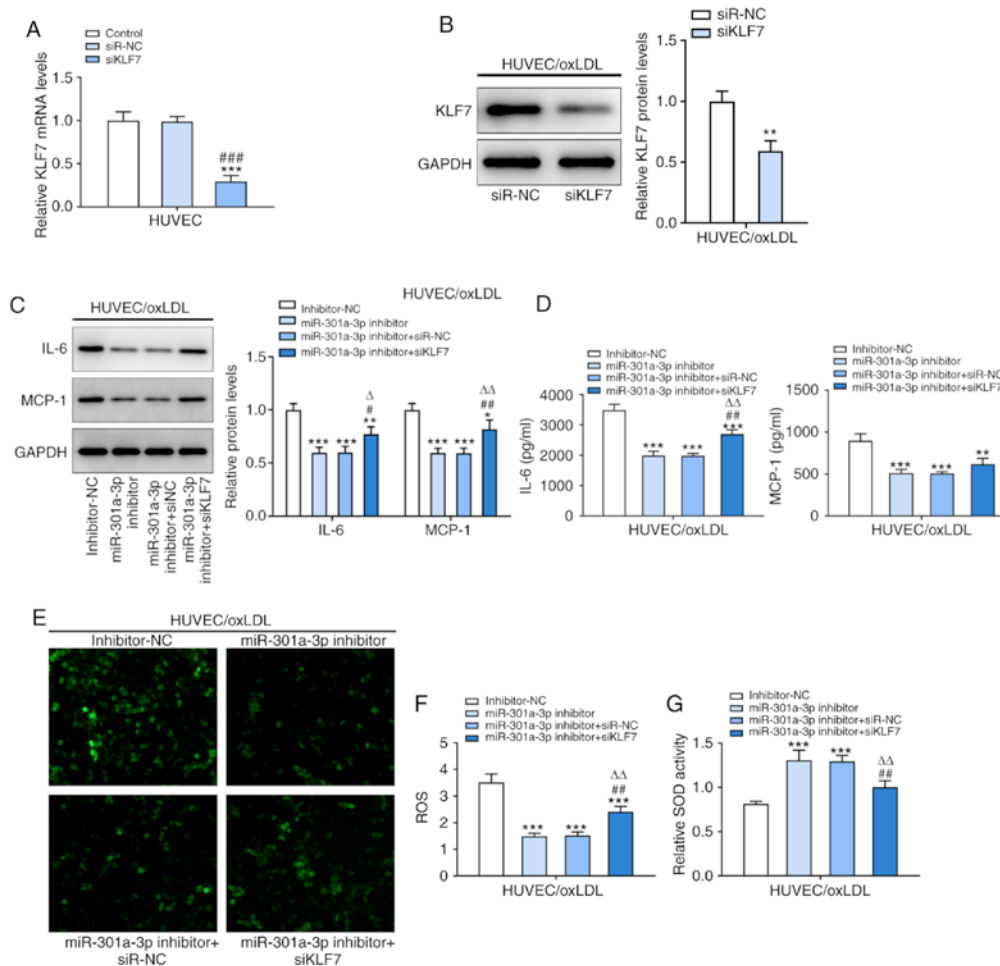 A
Control
siR-NC
siKLF7
Relative KLF7 mRNA levels
1.5
1.0
0.5
0.0
###
***
HUVEC
B
HUVEC/oxLDL
KLF7
GAPDH
siR-NC siKLF7
siR-NC
siKLF7
Relative KLF7 protein levels
1.5
1.0
0.5
0.0
**
HUVEC/oxLDL
C
HUVEC/oxLDL
IL-6
MCP-1
GAPDH
Inhibitor-NC
miR-301a-3p
inhibitor
miR-301a-3p
inhibitor+siNC
miR-301a-3p
inhibitor+siKLF7
HUVEC/oxLDL
Inhibitor-NC
miR-301a-3p inhibitor
miR-301a-3p inhibitor+siR-NC
miR-301a-3p inhibitor+siKLF7
Relative protein levels
1.5
1.0
0.5
0.0
*** ***
Δ
#
**
*** ***
ΔΔ
##
*
IL-6 MCP-1
D
Inhibitor-NC
miR-301a-3p inhibitor
miR-301a-3p inhibitor+siR-NC
miR-301a-3p inhibitor+siKLF7
IL-6 (pg/ml)
4000
3000
2000
1000
0
*** ***
ΔΔ
##
***
HUVEC/oxLDL
Inhibitor-NC
miR-301a-3p inhibitor
miR-301a-3p inhibitor+siR-NC
miR-301a-3p inhibitor+siKLF7
MCP-1 (pg/ml)
1500
900
500
0
*** *** **
HUVEC/oxLDL
E
HUVEC/oxLDL
Inhibitor-NC miR-301a-3p inhibitor
miR-301a-3p inhibitor+
siR-NC
miR-301a-3p inhibitor+
siKLF7
F
Inhibitor-NC
miR-301a-3p inhibitor
miR-301a-3p inhibitor+siR-NC
miR-301a-3p inhibitor+siKLF7
ROS
5
4
3
2
1
0
*** ***
ΔΔ
##
***
HUVEC/oxLDL
G
Inhibitor-NC
miR-301a-3p inhibitor
miR-301a-3p inhibitor+siR-NC
miR-301a-3p inhibitor+siKLF7
Relative SOD activity
1.5
1.0
0.5
0.0
*** ***
ΔΔ
##
HUVEC/oxLDL